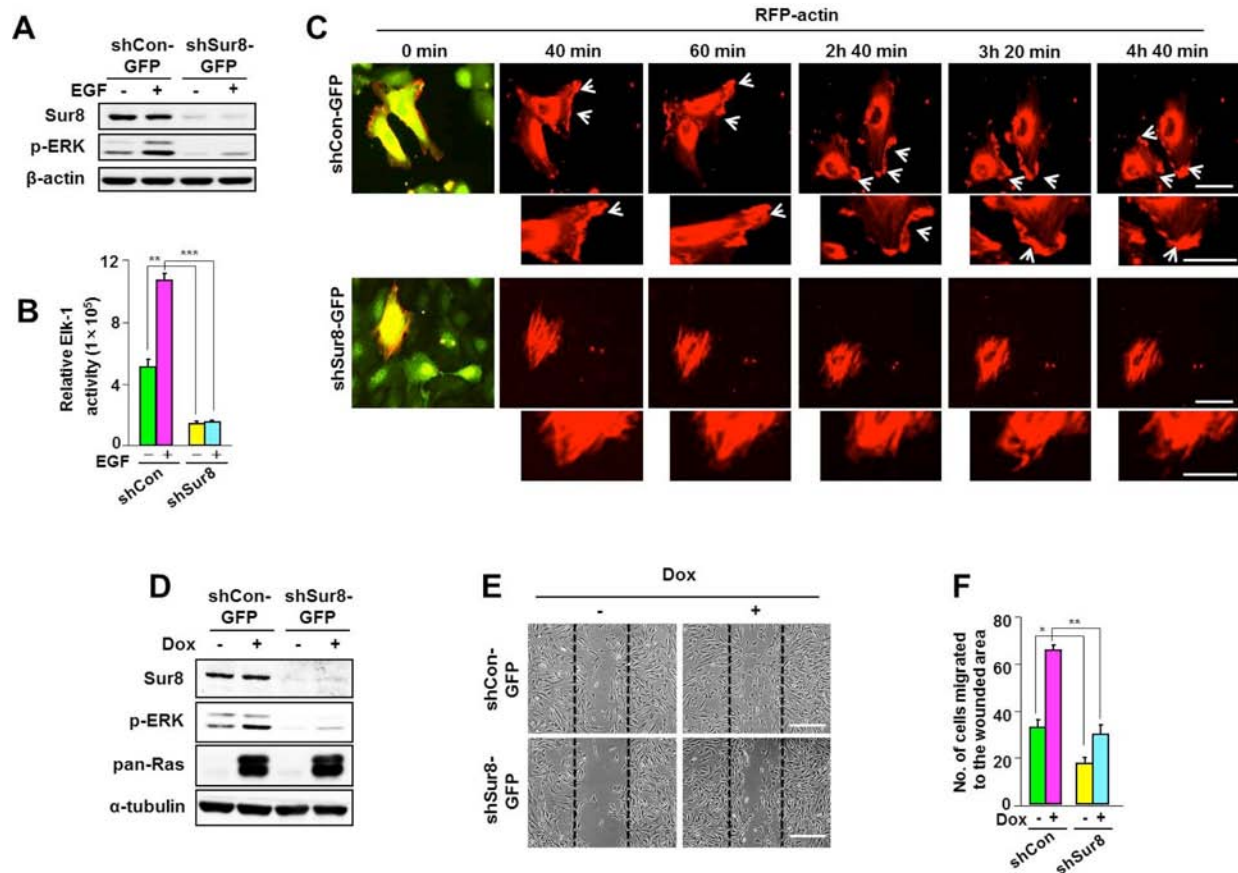 A
shCon-GFP shSur8-GFP
EGF - + - +
Sur8
p-ERK
β-actin
B
Relative Elk-1
activity (1 × 10⁵)
12
8
4
0
** ***
EGF - + - +
shCon shSur8
C
RFP-actin
0 min 40 min 60 min 2h 40 min 3h 20 min 4h 40 min
shCon-GFP
shSur8-GFP
D
shCon-GFP shSur8-GFP
Dox - + - +
Sur8
p-ERK
pan-Ras
α-tubulin
E
Dox
- +
shCon-GFP
shSur8-GFP
F
No. of cells migrated
to the wounded area
80
60
40
20
0
* **
Dox - + - +
shCon shSur8